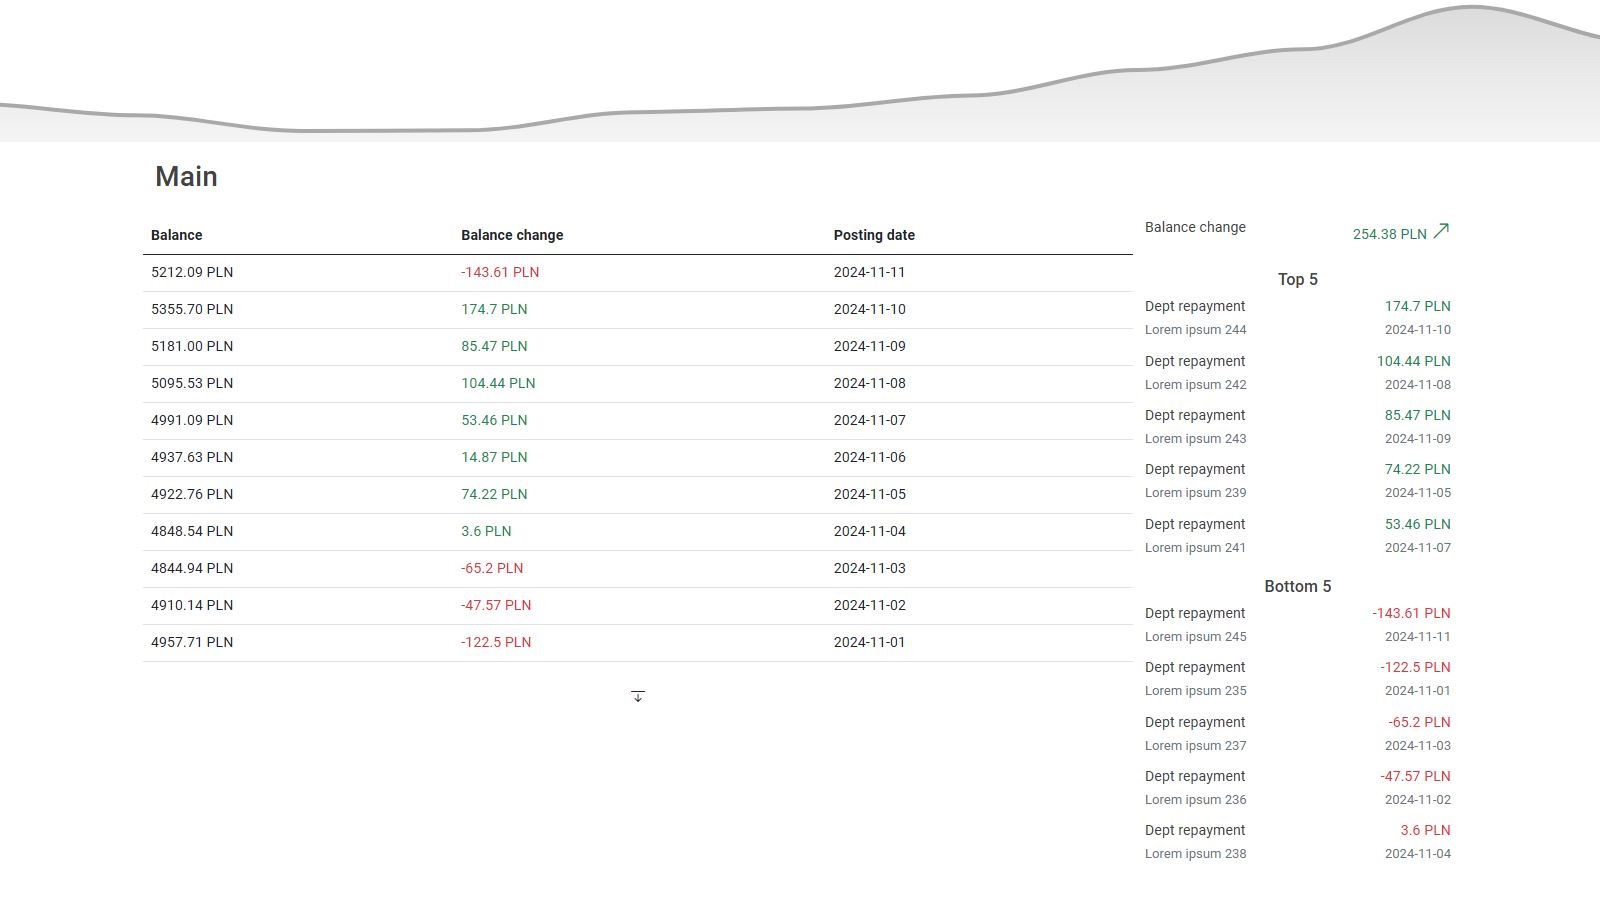 Main
Balance Balance change Posting date
5212.09 PLN -143.61 PLN 2024-11-11
5355.70 PLN 174.7 PLN 2024-11-10
5181.00 PLN 85.47 PLN 2024-11-09
5095.53 PLN 104.44 PLN 2024-11-08
4991.09 PLN 53.46 PLN 2024-11-07
4937.63 PLN 14.87 PLN 2024-11-06
4922.76 PLN 74.22 PLN 2024-11-05
4848.54 PLN 3.6 PLN 2024-11-04
4844.94 PLN -65.2 PLN 2024-11-03
4910.14 PLN -47.57 PLN 2024-11-02
4957.71 PLN -122.5 PLN 2024-11-01
Balance change 254.38 PLN
Top 5
Dept repayment 174.7 PLN
Lorem ipsum 244 2024-11-10
Dept repayment 104.44 PLN
Lorem ipsum 242 2024-11-08
Dept repayment 85.47 PLN
Lorem ipsum 243 2024-11-09
Dept repayment 74.22 PLN
Lorem ipsum 239 2024-11-05
Dept repayment 53.46 PLN
Lorem ipsum 241 2024-11-07
Bottom 5
Dept repayment -143.61 PLN
Lorem ipsum 245 2024-11-11
Dept repayment -122.5 PLN
Lorem ipsum 235 2024-11-01
Dept repayment -65.2 PLN
Lorem ipsum 237 2024-11-03
Dept repayment -47.57 PLN
Lorem ipsum 236 2024-11-02
Dept repayment 3.6 PLN
Lorem ipsum 238 2024-11-04